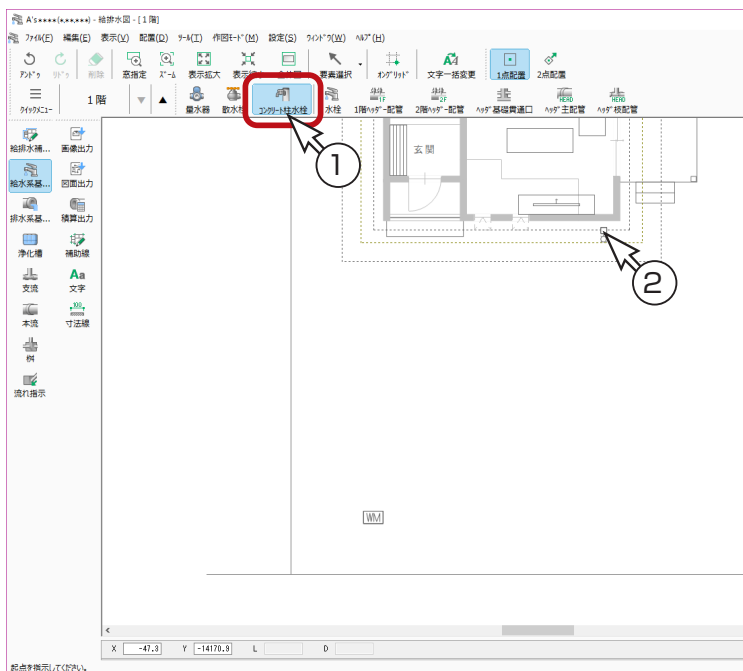 A's****(*,**,***) - 給排水図 - [1階]
ﾌｧｲﾙ(F) 編集(E) 表示(V) 配置(D) ﾂｰﾙ(T) 作図ﾓｰﾄﾞ(M) 設定(S) ｳｨﾝﾄﾞｳ(W) ﾍﾙﾌﾟ(H)
ｱﾝﾄﾞｩ ﾘﾄﾞｩ 削除 窓指定 ｽﾞｰﾑ 表示拡大 要素選択 ｵﾝｸﾞﾘｯﾄﾞ 文字一括変更 1点配置 2点配置
ｸｲｯｸﾒﾆｭｰ 1階 ▼ ▲ 量水器 散水栓 ｺﾝｸﾘｰﾄ柱水栓 水栓 1階ﾍｯﾀﾞｰ配管 2階ﾍｯﾀﾞｰ配管 ﾍｯﾀﾞ基礎貫通口 ﾍｯﾀﾞ主配管 ﾍｯﾀﾞ枝配管
給排水補... 画像出力
給水系基... 図面出力
排水系基... 積算出力
浄化槽 補助線
支流 文字
本流 寸法線
桝
流れ指示
玄関
1
2
WM
X -47.3 Y -14170.9 L D
起点を指示してください。